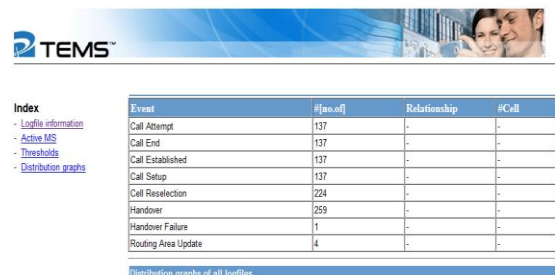 TEMS™
Index
- Logfile information
- Active MS
- Thresholds
- Distribution graphs
Event #[no.of] Relationship #Cell
Call Attempt 137 - -
Call End 137 - -
Call Established 137 - -
Call Setup 137 - -
Cell Reselection 224 - -
Handover 259 - -
Handover Failure 1 - -
Routing Area Update 4 - -
Distribution graphs of all logfiles